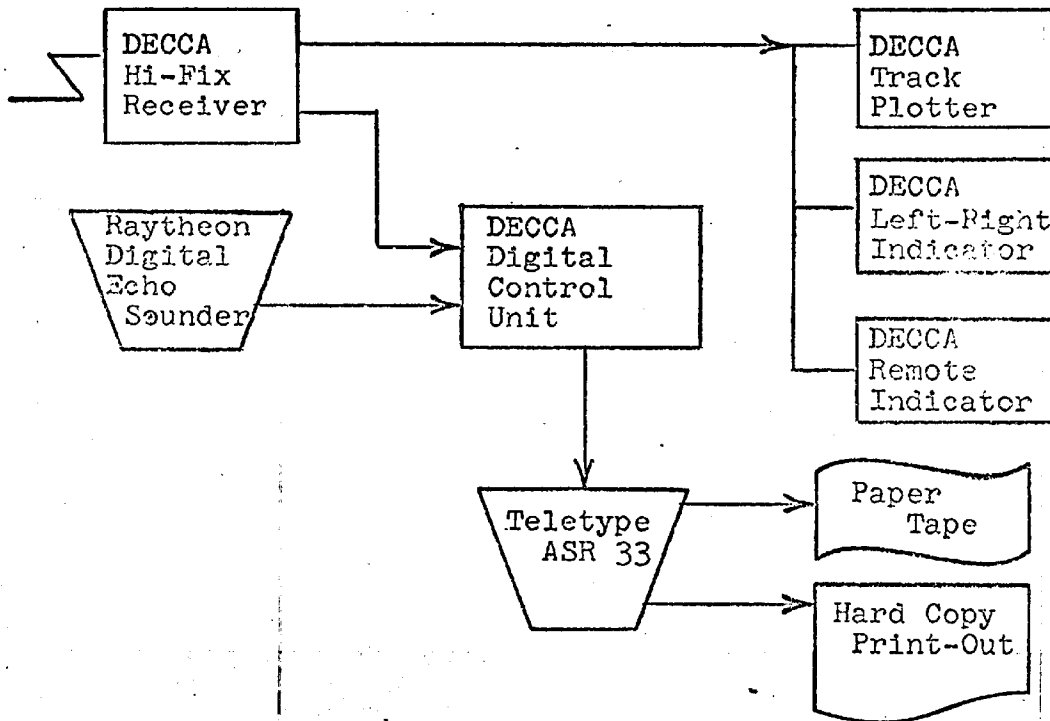 DECCA
Hi-Fix
Receiver
DECCA
Track
Plotter
Raytheon
Digital
Echo
Sounder
DECCA
Digital
Control
Unit
DECCA
Left-Right
Indicator
DECCA
Remote
Indicator
Teletype
ASR 33
Paper
Tape
Hard Copy
Print-Out